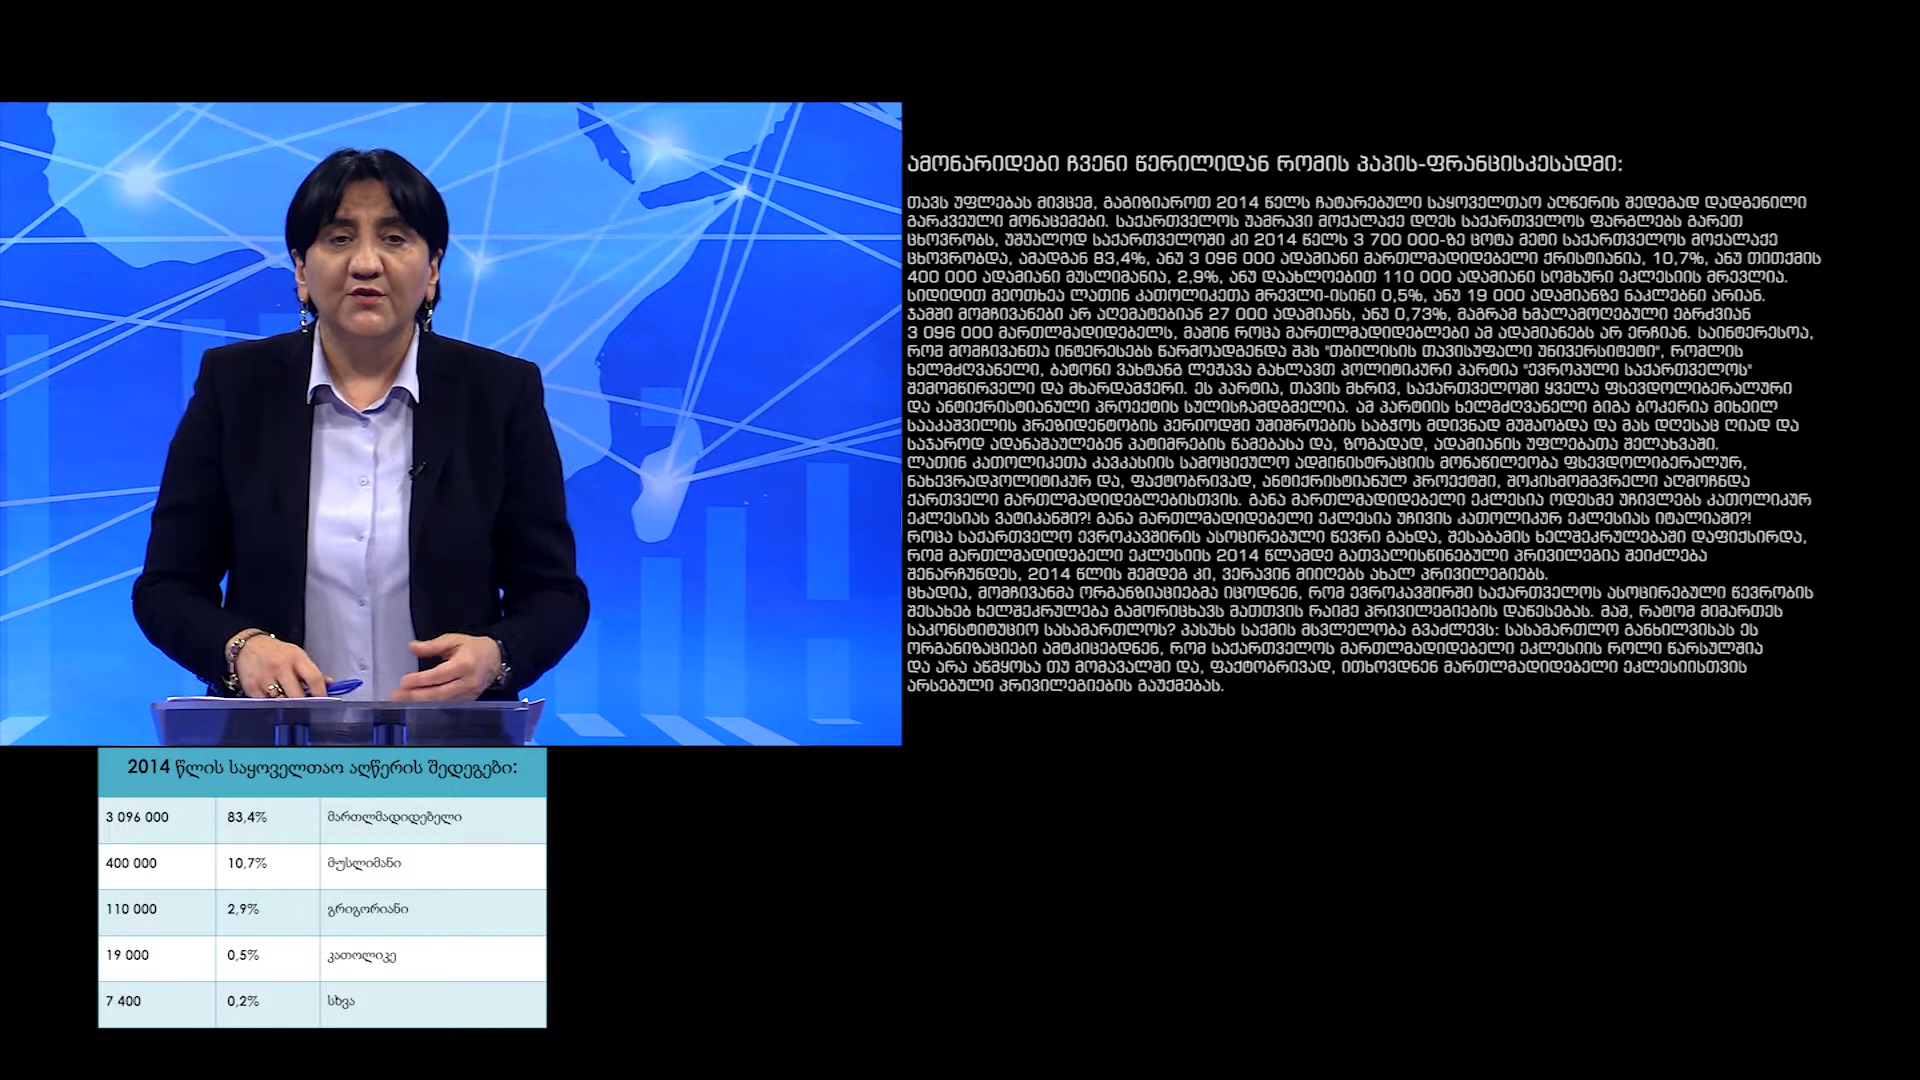 ამონარიდები ჩვენი წერილიდან რომის პაპის-ფრანცისკესადმი:
თავს უფლებას მივცემ, გაგიზიაროთ 2014 წელს ჩატარებული საყოველთაო აღწერის შედეგად დადგენილი
გარკვეული მონაცემები. საქართველოს უამრავი მოქალაქე დღეს საქართველოს ფარგლებს გარეთ
ცხოვრობს, უშუალოდ საქართველოში კი 2014 წელს 3 700 000-ზე ცოტა მეტი საქართველოს მოქალაქე
ცხოვრობდა, ამადგან 83,4%, ანუ 3 096 000 ადამიანი მართლმადიდებელი ქრისტიანია, 10,7%, ანუ თითქმის
400 000 ადამიანი მუსლიმანია, 2,9%, ანუ დაახლოებით 110 000 ადამიანი სომხური ეკლესიის მრევლია.
სიდიდით მეოთხეა ლათინ კათოლიკეთა მრევლი-ისინი 0,5%, ანუ 19 000 ადამიანზე ნაკლებნი არიან.
ჯამში მომჩივანები არ აღემატებიან 27 000 ადამიანს, ანუ 0,73%, მაგრამ ხმალამოღებული ებრძვიან
3 096 000 მართლმადიდებელს, მაშინ როცა მართლმადიდებლები ამ ადამიანებს არ ერჩიან. საინტერესოა,
რომ მომჩივანთა ინტერესებს წარმოადგენდა შპს "თბილისის თავისუფალი უნივერსიტეტი", რომლის
ხელმძღვანელი, ბატონი ვახტანგ ლეჟავა გახლავთ პოლიტიკური პარტია "ევროპული საქართველოს"
შემომწირველი და მხარდამჭერი. ეს პარტია, თავის მხრივ, საქართველოში ყველა ფსევდოლიბერალური
და ანტიქრისტიანული პროექტის სულისჩამდგმელია. ამ პარტიის ხელმძღვანელი გიგა ბოკერია მიხეილ
სააკაშვილის პრეზიდენტობის პერიოდში უშიშროების საბჭოს მდივნად მუშაობდა და მას დღესაც ღიად და
საჯაროდ ადანაშაულებენ პატიმრების წამებასა და, ზოგადად, ადამიანის უფლებათა შელახვაში.
ლათინ კათოლიკეთა კავკასიის სამოციქულო ადმინისტრაციის მონაწილეობა ფსევდოლიბერალურ,
ნახევრადპოლიტიკურ და, ფაქტობრივად, ანტიქრისტიანულ პროექტში, შოკისმომგვრელი აღმოჩნდა
ქართველი მართლმადიდებლებისთვის. განა მართლმადიდებელი ეკლესია ოდესმე უჩივლებს კათოლიკურ
ეკლესიას ვატიკანში?! განა მართლმადიდებელი ეკლესია უჩივის კათოლიკურ ეკლესიას იტალიაში?!
როცა საქართველო ევროკავშირის ასოცირებული წევრი გახდა, შესაბამის ხელშეკრულებაში დაფიქსირდა,
რომ მართლმადიდებელი ეკლესიის 2014 წლამდე გათვალისწინებული პრივილეგია შეიძლება
შენარჩუნდეს, 2014 წლის შემდეგ კი, ვერავინ მიიღებს ახალ პრივილეგიებს.
ცხადია, მომჩივანმა ორგანზიაციებმა იცოდნენ, რომ ევროკავშირში საქართველოს ასოცირებული წევრობის
შესახებ ხელშეკრულება გამორიცხავს მათთვის რაიმე პრივილეგიების დაწესებას. მაშ, რატომ მიმართეს
საკონსტიტუციო სასამართლოს? პასუხს საქმის მსვლელობა გვაძლევს: სასამართლო განხილვისას ეს
ორგანიზაციები ამტკიცებდნენ, რომ საქართველოს მართლმადიდებელი ეკლესიის როლი წარსულშია
და არა აწმყოსა თუ მომავალში და, ფაქტობრივად, ითხოვდნენ მართლმადიდებელი ეკლესიისთვის
არსებული პრივილეგიების გაუქმებას.
2014 წლის საყოველთაო აღწერის შედეგები:
3 096 000 83,4% მართლმადიდებელი
400 000 10,7% მუსლიმანი
110 000 2,9% გრიგორიანი
19 000 0,5% კათოლიკე
7 400 0,2% სხვა